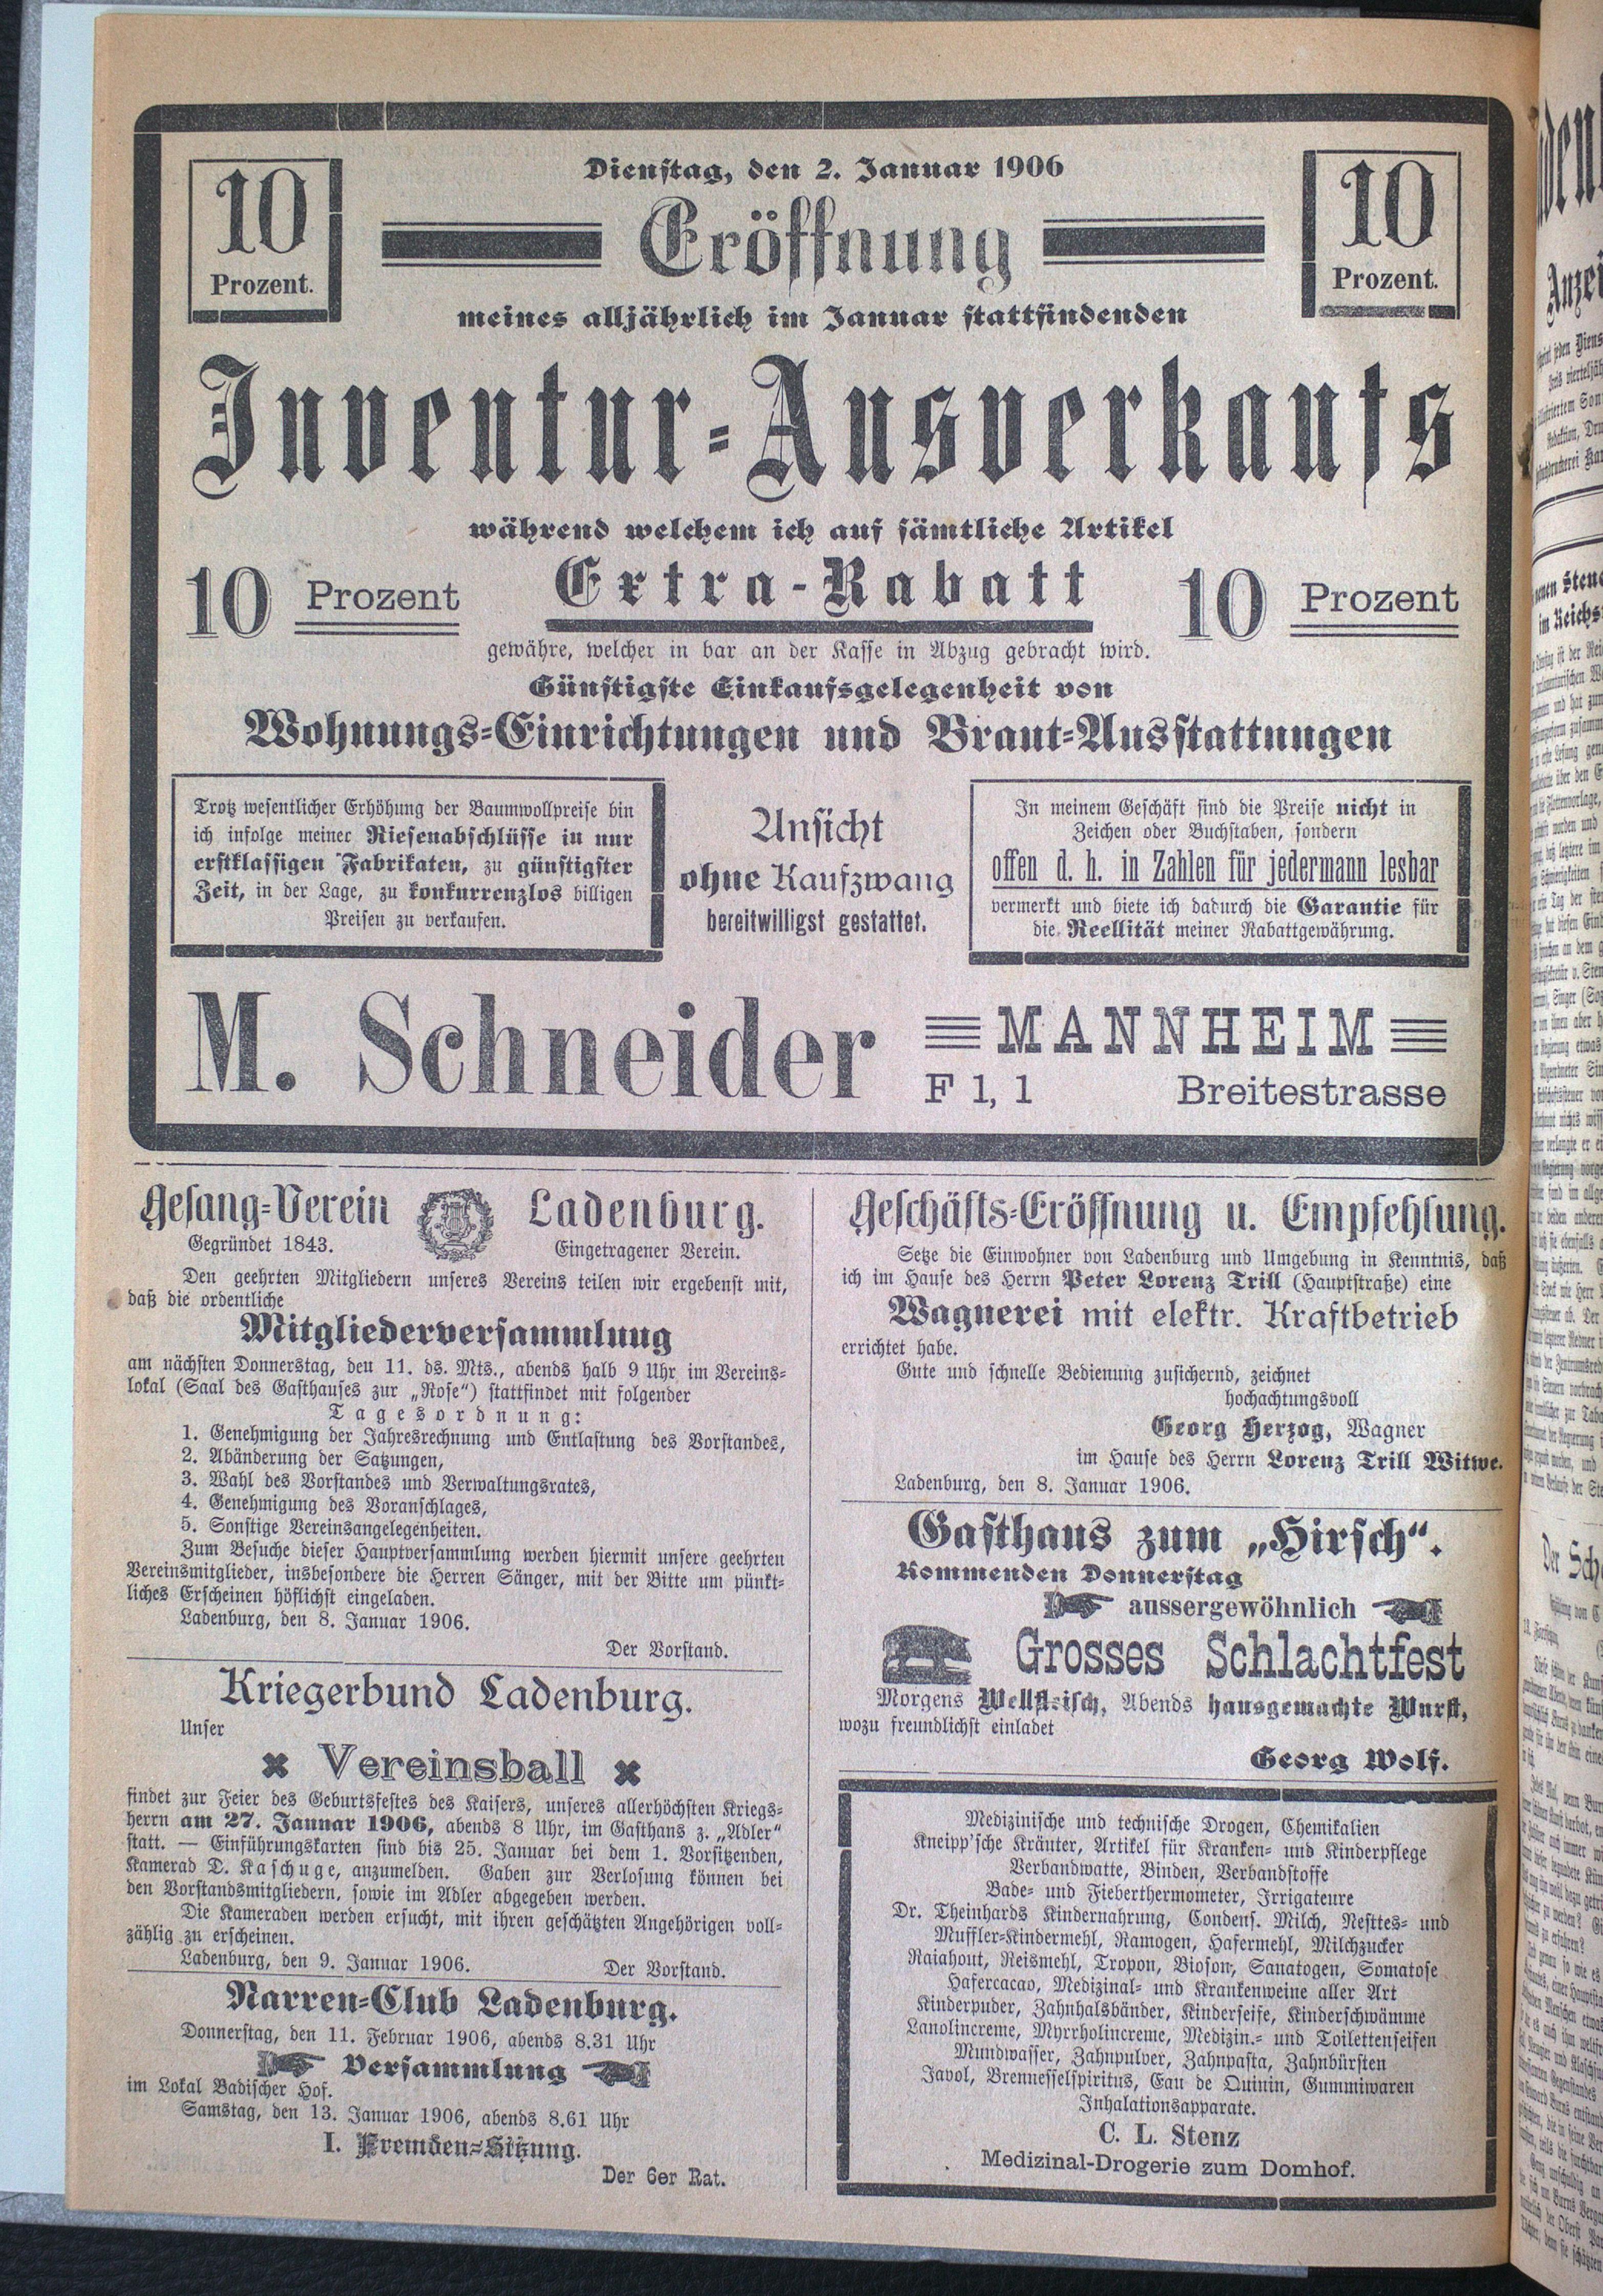 10
Prozent.
Dienstag, den 2. Januar 1906
Eröffnung
meines alljährlich im Januar stattfindenden
10
Prozent.
Inventur-Ausverkaufs
während welchem ich auf sämtliche Artikel
10 Prozent Extra-Rabatt 10 Prozent
gewähre, welcher in bar an der Kasse in Abzug gebracht wird.
Günstigste Einkaufsgelegenheit von
Wohnungs-Einrichtungen und Braut-Ausstattungen
Trotz wesentlicher Erhöhung der Baumwollpreise bin
ich infolge meiner Riesenabschlüsse in nur
erstklassigen Fabrikaten, zu günstigster
Zeit, in der Lage, zu konkurrenzlos billigen
Preisen zu verkaufen.
Ansicht
ohne Kaufzwang
bereitwilligst gestattet.
In meinem Geschäft sind die Preise nicht in
Zeichen oder Buchstaben, sondern
offen d. h. in Zahlen für jedermann lesbar
vermerkt und biete ich dadurch die Garantie für
die Reellität meiner Rabattgewährung.
M. Schneider MANNHEIM
F 1, 1 Breitestrasse
Gesang-Verein Ladenburg.
Gegründet 1843. Eingetragener Verein.
Den geehrten Mitgliedern unseres Vereins teilen wir ergebenst mit,
daß die ordentliche
Mitgliederversammlung
am nächsten Donnerstag, den 11. ds. Mts., abends halb 9 Uhr im Vereins-
lokal (Saal des Gasthauses zur „Rose“) stattfindet mit folgender
Tagesordnung:
1. Genehmigung der Jahresrechnung und Entlastung des Vorstandes,
2. Abänderung der Satzungen,
3. Wahl des Vorstandes und Verwaltungsrates,
4. Genehmigung des Voranschlages,
5. Sonstige Vereinsangelegenheiten.
Zum Besuche dieser Hauptversammlung werden hiermit unsere geehrten
Vereinsmitglieder, insbesondere die Herren Sänger, mit der Bitte um pünkt-
liches Erscheinen höflichst eingeladen.
Ladenburg, den 8. Januar 1906.
Der Vorstand.
Kriegerbund Ladenburg.
Unser
Vereinsball
findet zur Feier des Geburtsfestes des Kaisers, unseres allerhöchsten Kriegs-
herrn am 27. Januar 1906, abends 8 Uhr, im Gasthaus z. „Adler“
statt. — Einführungskarten sind bis 25. Januar bei dem 1. Vorsitzenden,
Kamerad D. Kaschuge, anzumelden. Gaben zur Verlosung können bei
den Vorstandsmitgliedern, sowie im Adler abgegeben werden.
Die Kameraden werden ersucht, mit ihren geschätzten Angehörigen voll-
zählig zu erscheinen.
Ladenburg, den 9. Januar 1906. Der Vorstand.
Narren-Club Ladenburg.
Donnerstag, den 11. Februar 1906, abends 8.31 Uhr
Versammlung
im Lokal Badischer Hof.
Samstag, den 13. Januar 1906, abends 8.61 Uhr
I. Fremden-Sitzung.
Der 6er Rat.
Geschäfts-Eröffnung u. Empfehlung.
Setze die Einwohner von Ladenburg und Umgebung in Kenntnis, daß
ich im Hause des Herrn Peter Lorenz Trill (Hauptstraße) eine
Wagnerei mit elektr. Kraftbetrieb
errichtet habe.
Gute und schnelle Bedienung zusichernd, zeichnet
hochachtungsvoll
Georg Herzog, Wagner
im Hause des Herrn Lorenz Trill Witwe.
Ladenburg, den 8. Januar 1906.
Gasthaus zum „Hirsch“.
Kommenden Donnerstag
aussergewöhnlich
Grosses Schlachtfest
Morgens Wellfleisch, Abends hausgemachte Wurst,
wozu freundlichst einladet
Georg Wolf.
Medizinische und technische Drogen, Chemikalien
Kneipp'sche Kräuter, Artikel für Kranken- und Kinderpflege
Verbandwatte, Binden, Verbandstoffe
Bade- und Fieberthermometer, Irrigateure
Dr. Theinhards Kindernahrung, Condens. Milch, Nesttes- und
Muffler-Kindermehl, Ramogen, Hafermehl, Milchzucker
Raiahout, Reismehl, Tropon, Bioson, Sanatogen, Somatose
Hafercacao, Medizinal- und Krankenweine aller Art
Kinderpuder, Zahnhalsbänder, Kinderseife, Kinderschwämme
Lanolincreme, Myrrholincreme, Medizin.- und Toilettenseifen
Mundwasser, Zahnpulver, Zahnpasta, Zahnbürsten
Javol, Brennesselspiritus, Eau de Quinin, Gummiwaren
Inhalationsapparate.
C. L. Stenz
Medizinal-Drogerie zum Domhof.